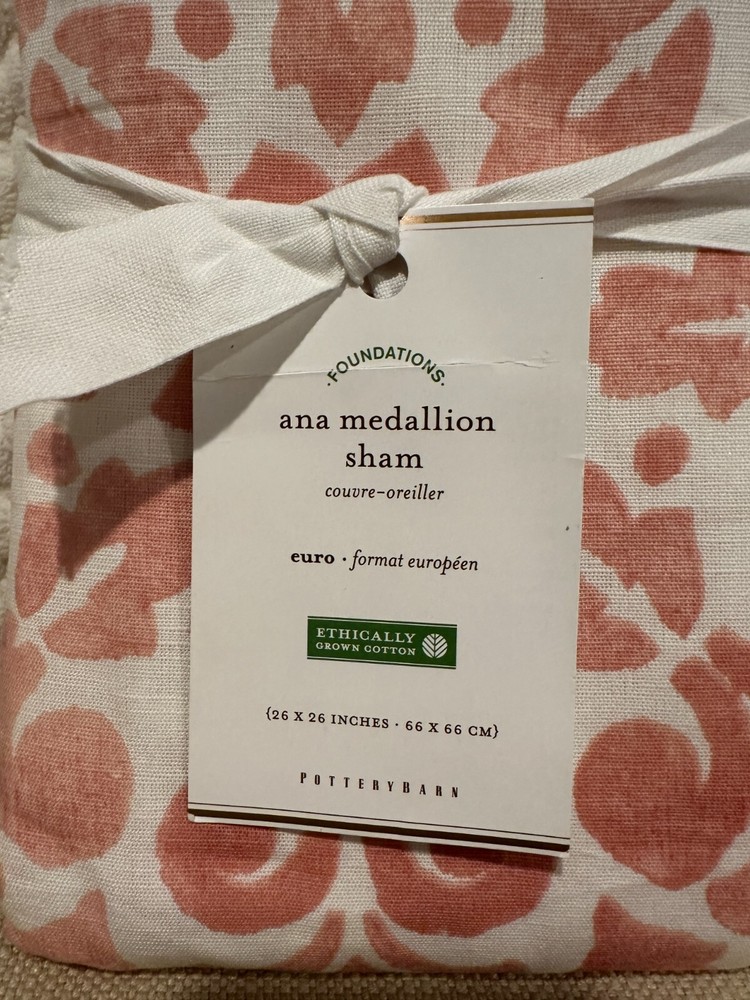 ·FOUNDATIONS·
ana medallion
sham
couvre-oreiller
euro · format européen
ETHICALLY
GROWN COTTON
{26 X 26 INCHES · 66 X 66 CM}
POTTERYBARN